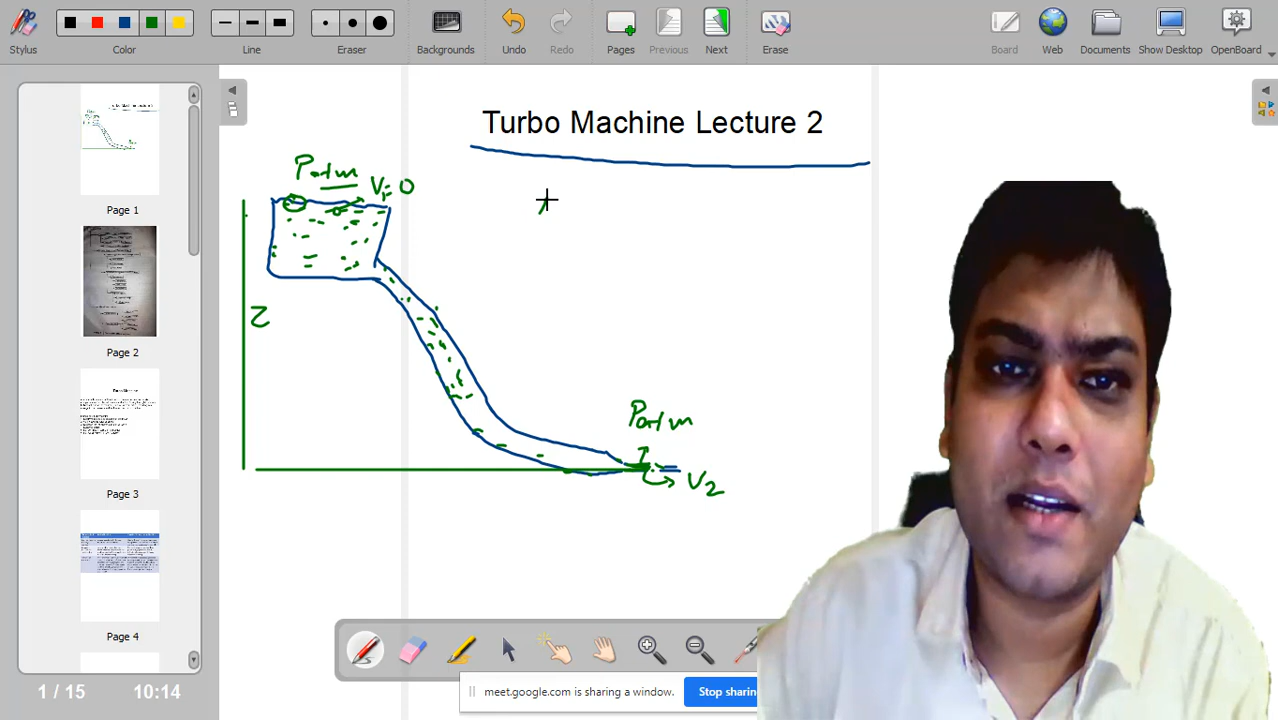 Stylus
Color
Line
Eraser
Backgrounds
Undo
Redo
Pages
Previous
Next
Erase
Board
Web
Documents
Show Desktop
OpenBoard
Turbo Machine Lecture 2
Patm
V1=0
Z
Patm
V2
Page 1
Page 2
Page 3
Page 4
1 / 15
10:14
meet.google.com is sharing a window.
Stop sharin